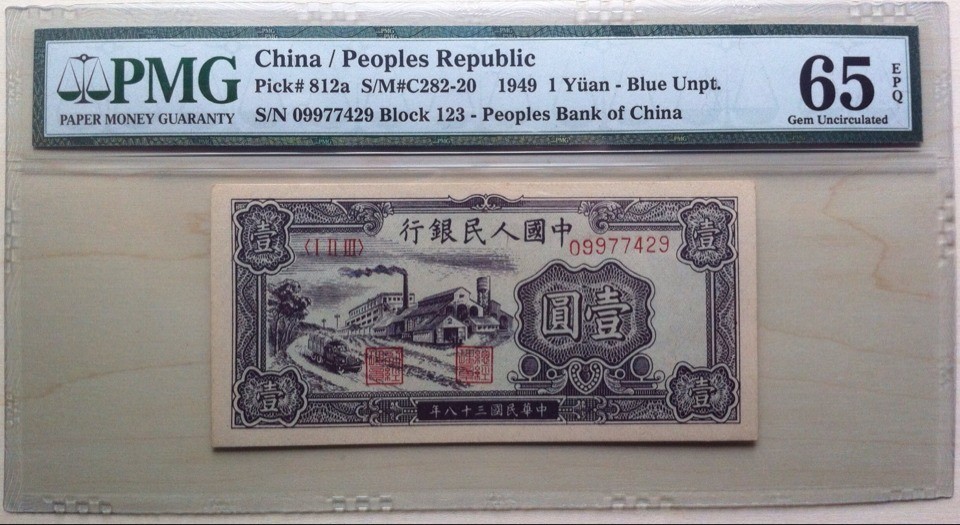 PMG
PAPER MONEY GUARANTY
China / Peoples Republic
Pick# 812a S/M#C282-20 1949 1 Yüan - Blue Unpt.
S/N 09977429 Block 123 - Peoples Bank of China
65 EPQ
Gem Uncirculated
行銀民人國中
壹
壹
〈I II III〉
09977429
圓壹
壹
壹
年八十三國民華中